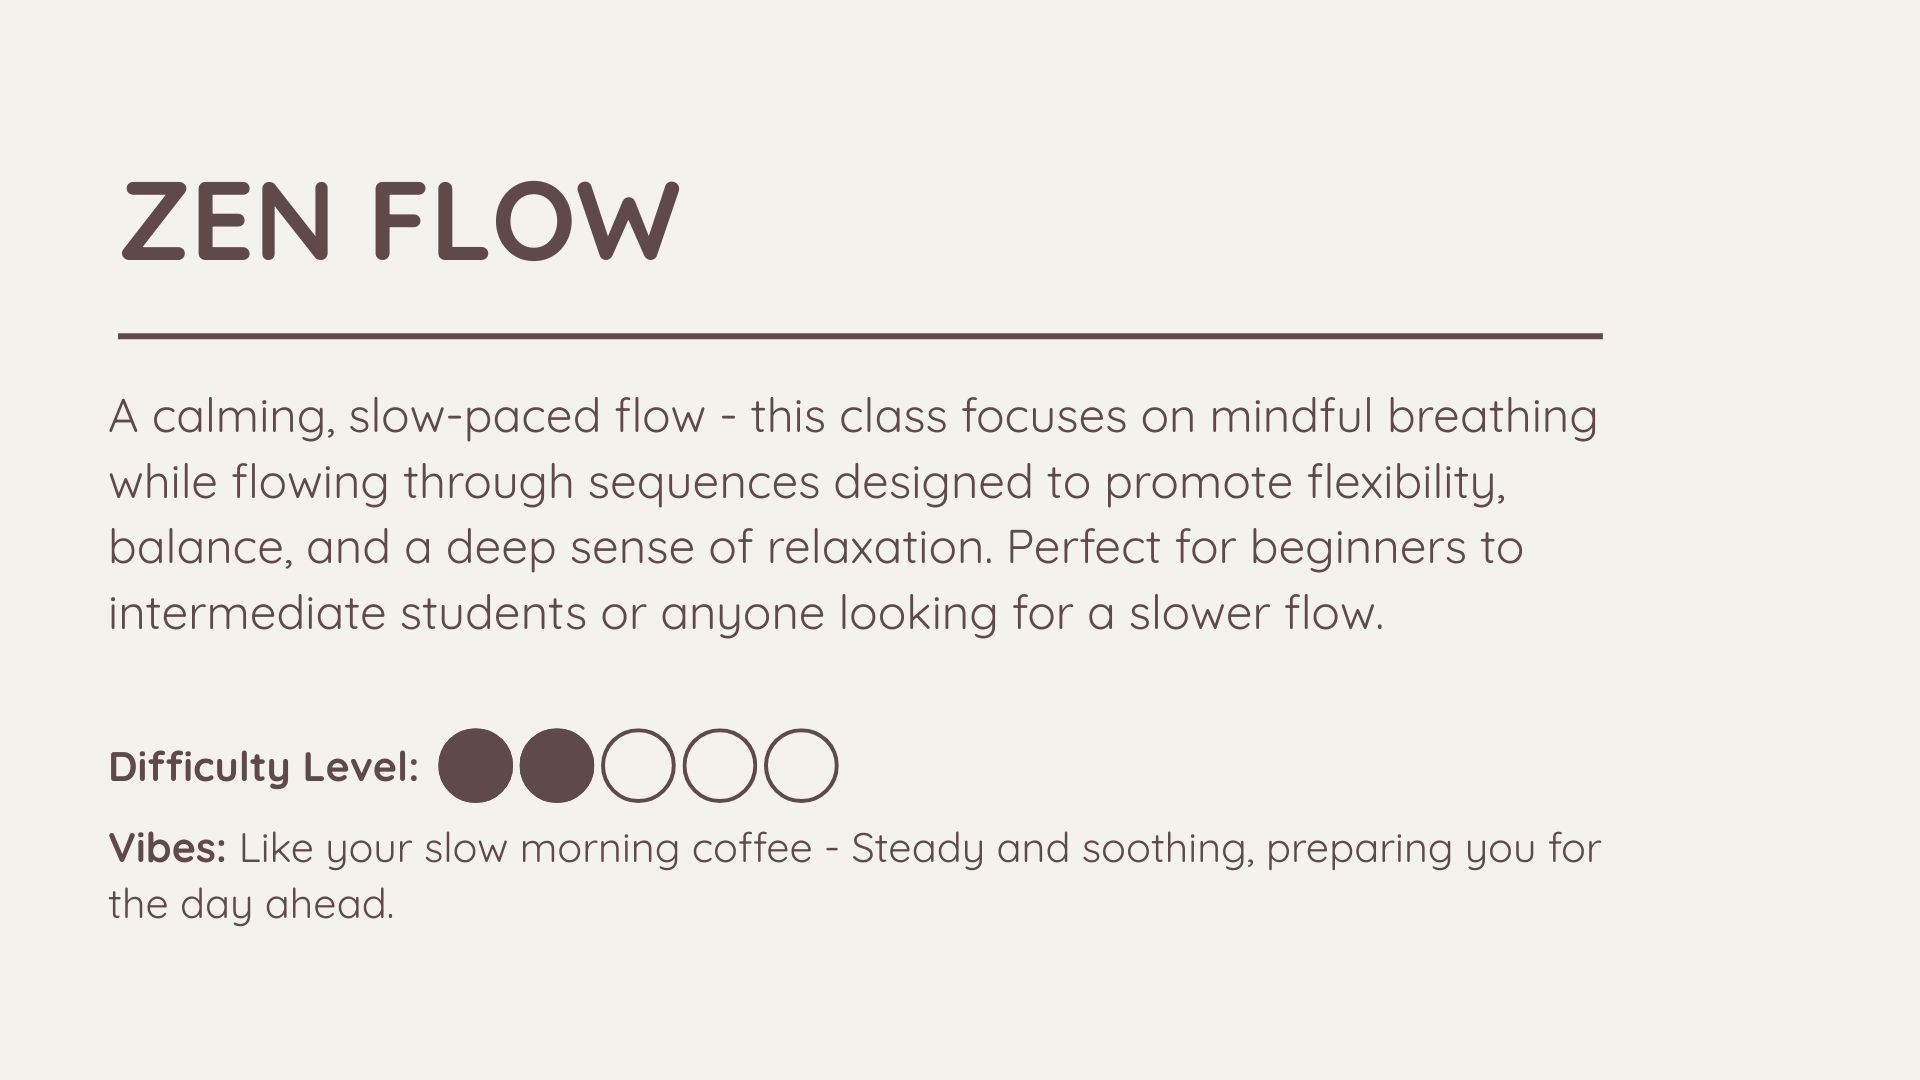 ZEN FLOW
A calming, slow-paced flow - this class focuses on mindful breathing
while flowing through sequences designed to promote flexibility,
balance, and a deep sense of relaxation. Perfect for beginners to
intermediate students or anyone looking for a slower flow.
Difficulty Level:
Vibes: Like your slow morning coffee - Steady and soothing, preparing you for
the day ahead.